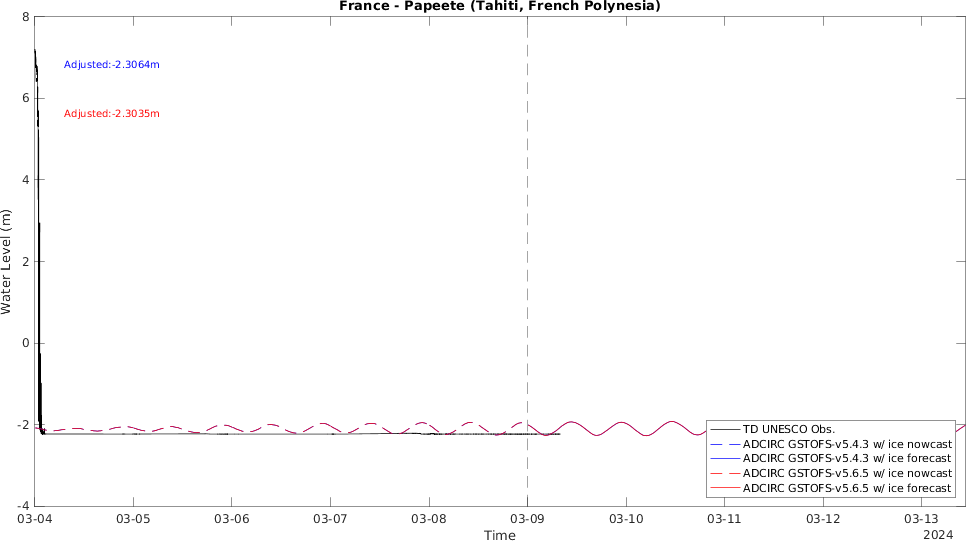 France - Papeete (Tahiti, French Polynesia)
Adjusted:-2.3064m
Adjusted:-2.3035m
Water Level (m)
8
6
4
2
0
-2
-4
03-04 03-05 03-06 03-07 03-08 03-09 03-10 03-11 03-12 03-13
Time
2024
TD UNESCO Obs.
ADCIRC GSTOFS-v5.4.3 w/ ice nowcast
ADCIRC GSTOFS-v5.4.3 w/ ice forecast
ADCIRC GSTOFS-v5.6.5 w/ ice nowcast
ADCIRC GSTOFS-v5.6.5 w/ ice forecast